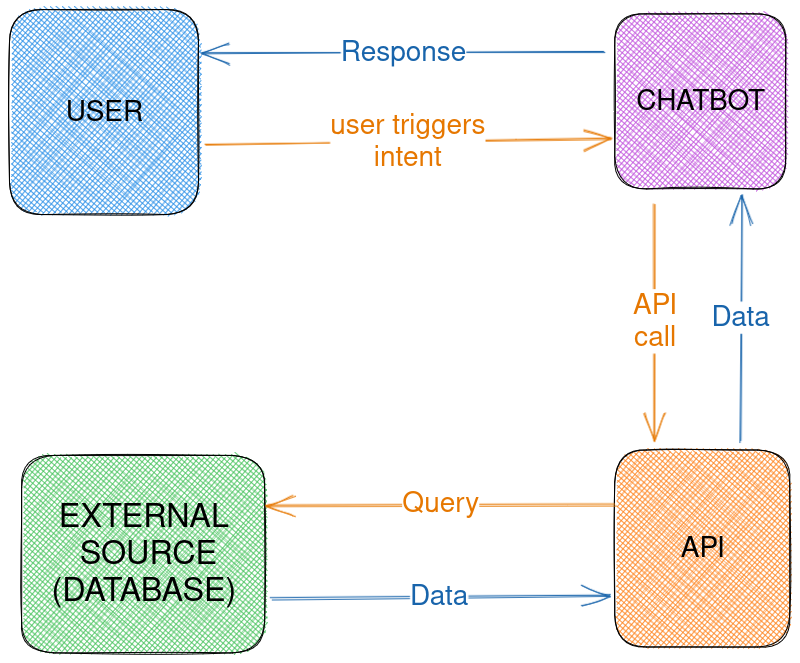 USER
Response
CHATBOT
user triggers
intent
API
call
Data
EXTERNAL
SOURCE
(DATABASE)
Query
Data
API